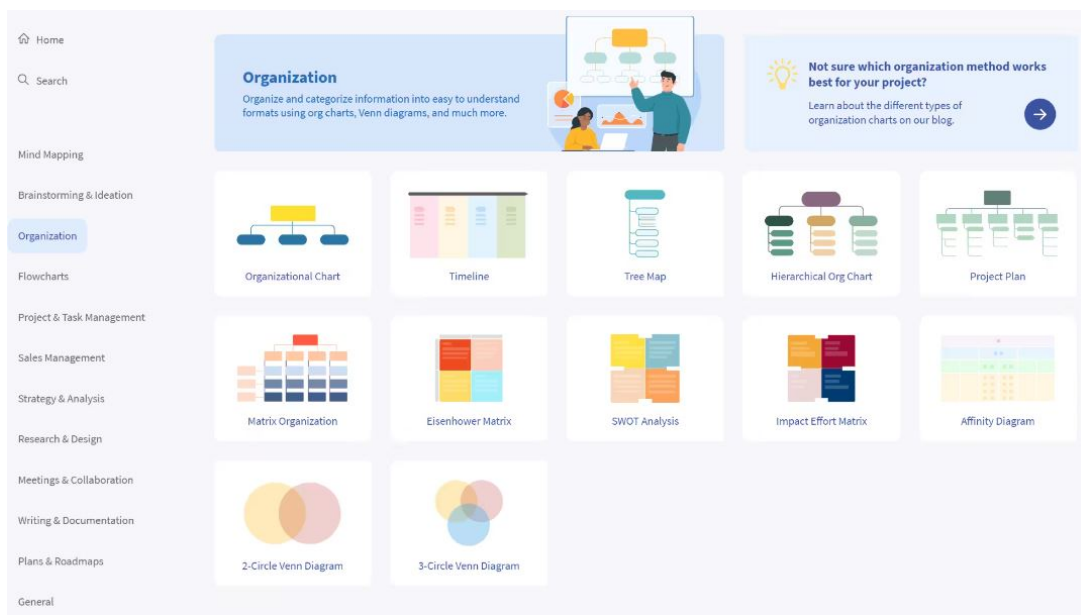 Home
Search
Mind Mapping
Brainstorming & Ideation
Organization
Flowcharts
Project & Task Management
Sales Management
Strategy & Analysis
Research & Design
Meetings & Collaboration
Writing & Documentation
Plans & Roadmaps
General
Organization
Organize and categorize information into easy to understand
formats using org charts, Venn diagrams, and much more.
Not sure which organization method works
best for your project?
Learn about the different types of
organization charts on our blog.
Organizational Chart
Timeline
Tree Map
Hierarchical Org Chart
Project Plan
Matrix Organization
Eisenhower Matrix
SWOT Analysis
Impact Effort Matrix
Affinity Diagram
2-Circle Venn Diagram
3-Circle Venn Diagram